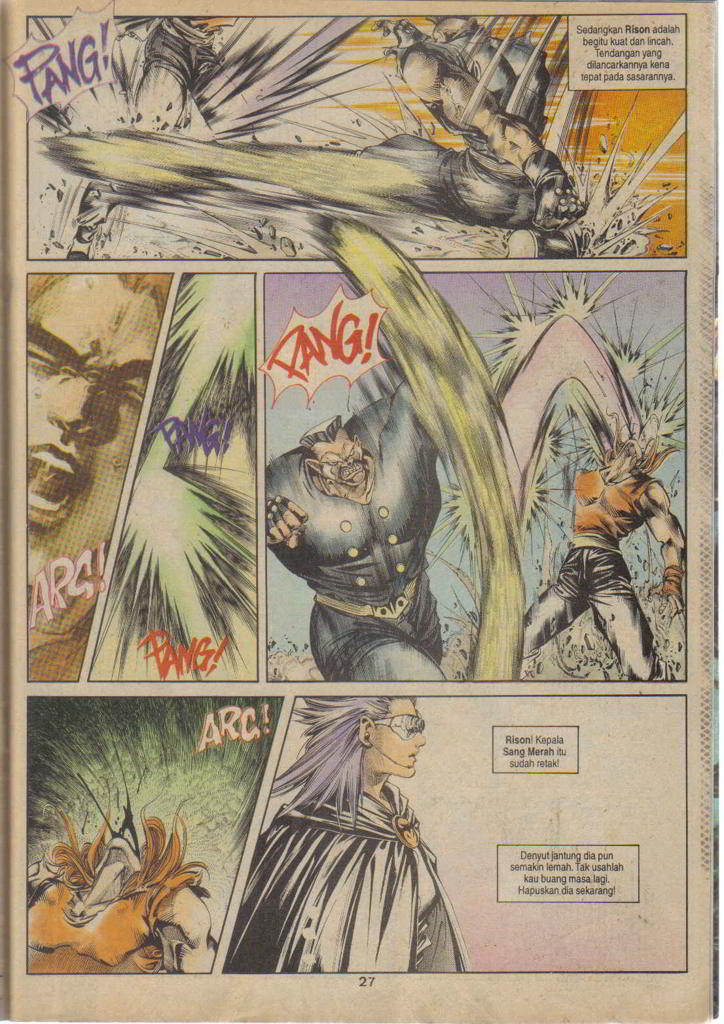 PANG!
Sedangkan Rison adalah
begitu kuat dan lincah.
Tendangan yang
dilancarkannya kena
tepat pada sasarannya.
ARG!
PANG!
PANG!
PANG!
ARG!
Rison! Kepala
Sang Merah itu
sudah retak!
Denyut jantung dia pun
semakin lemah. Tak usahlah
kau buang masa lagi.
Hapuskan dia sekarang!
27